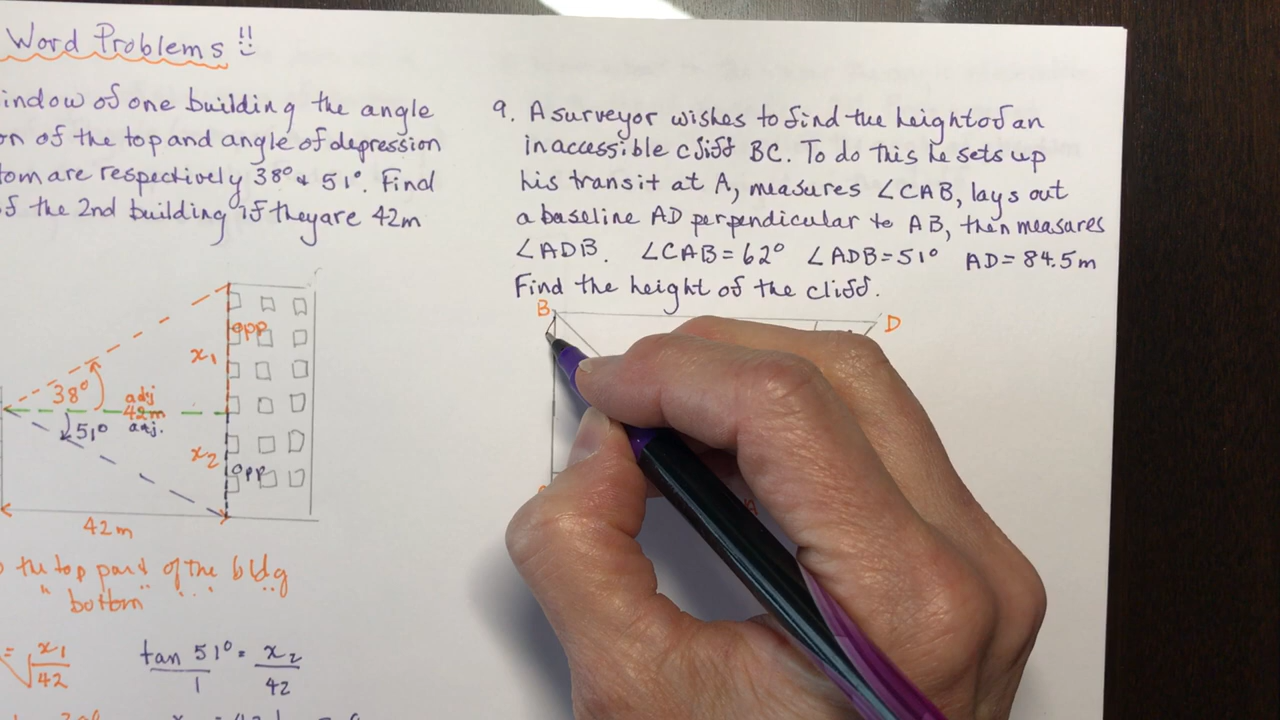 Word Problems !!
indow of one building the angle
on of the top and angle of depression
tom are respectively 38° & 51°. Find
of the 2nd building if they are 42m
9. A surveyor wishes to find the height of an
inaccessible cliff BC. To do this he sets up
his transit at A, measures ∠CAB, lays out
a baseline AD perpendicular to AB, then measures
∠ADB. ∠CAB = 62° ∠ADB = 51° AD = 84.5m
Find the height of the cliff.
B
D
A
opp
x1
38°
adj
42m
adj.
51°
x2
opp
42m
the top part of the bldg
" bottom " " " "
= x1/42
tan 51° = x2
1 42